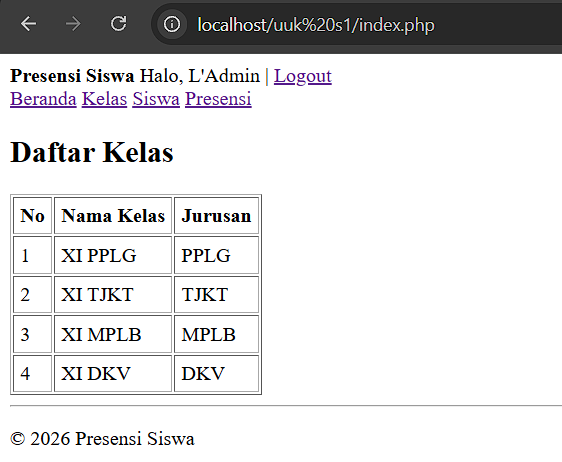 localhost/uuk%20s1/index.php
Presensi Siswa Halo, L'Admin | Logout
Beranda Kelas Siswa Presensi
Daftar Kelas
No Nama Kelas Jurusan
1 XI PPLG PPLG
2 XI TJKT TJKT
3 XI MPLB MPLB
4 XI DKV DKV
© 2026 Presensi Siswa